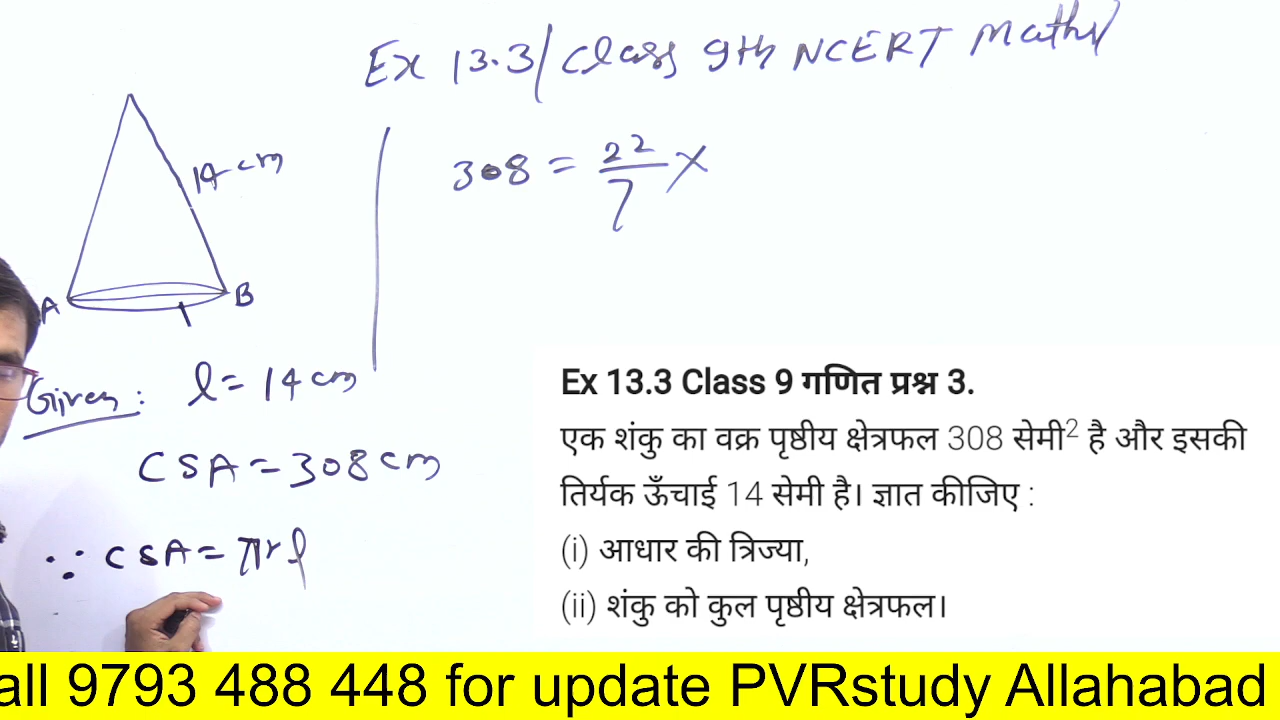 Ex 13.3/Class 9th NCERT Maths
14 cm
A
B
Given: l = 14 cm
CSA = 308 cm
∵ CSA = πrl
308 = 22/7 ×
Ex 13.3 Class 9 गणित प्रश्न 3.
एक शंकु का वक्र पृष्ठीय क्षेत्रफल 308 सेमी² है और इसकी
तिर्यक ऊँचाई 14 सेमी है। ज्ञात कीजिए :
(i) आधार की त्रिज्या,
(ii) शंकु को कुल पृष्ठीय क्षेत्रफल।
all 9793 488 448 for update PVRstudy Allahabad